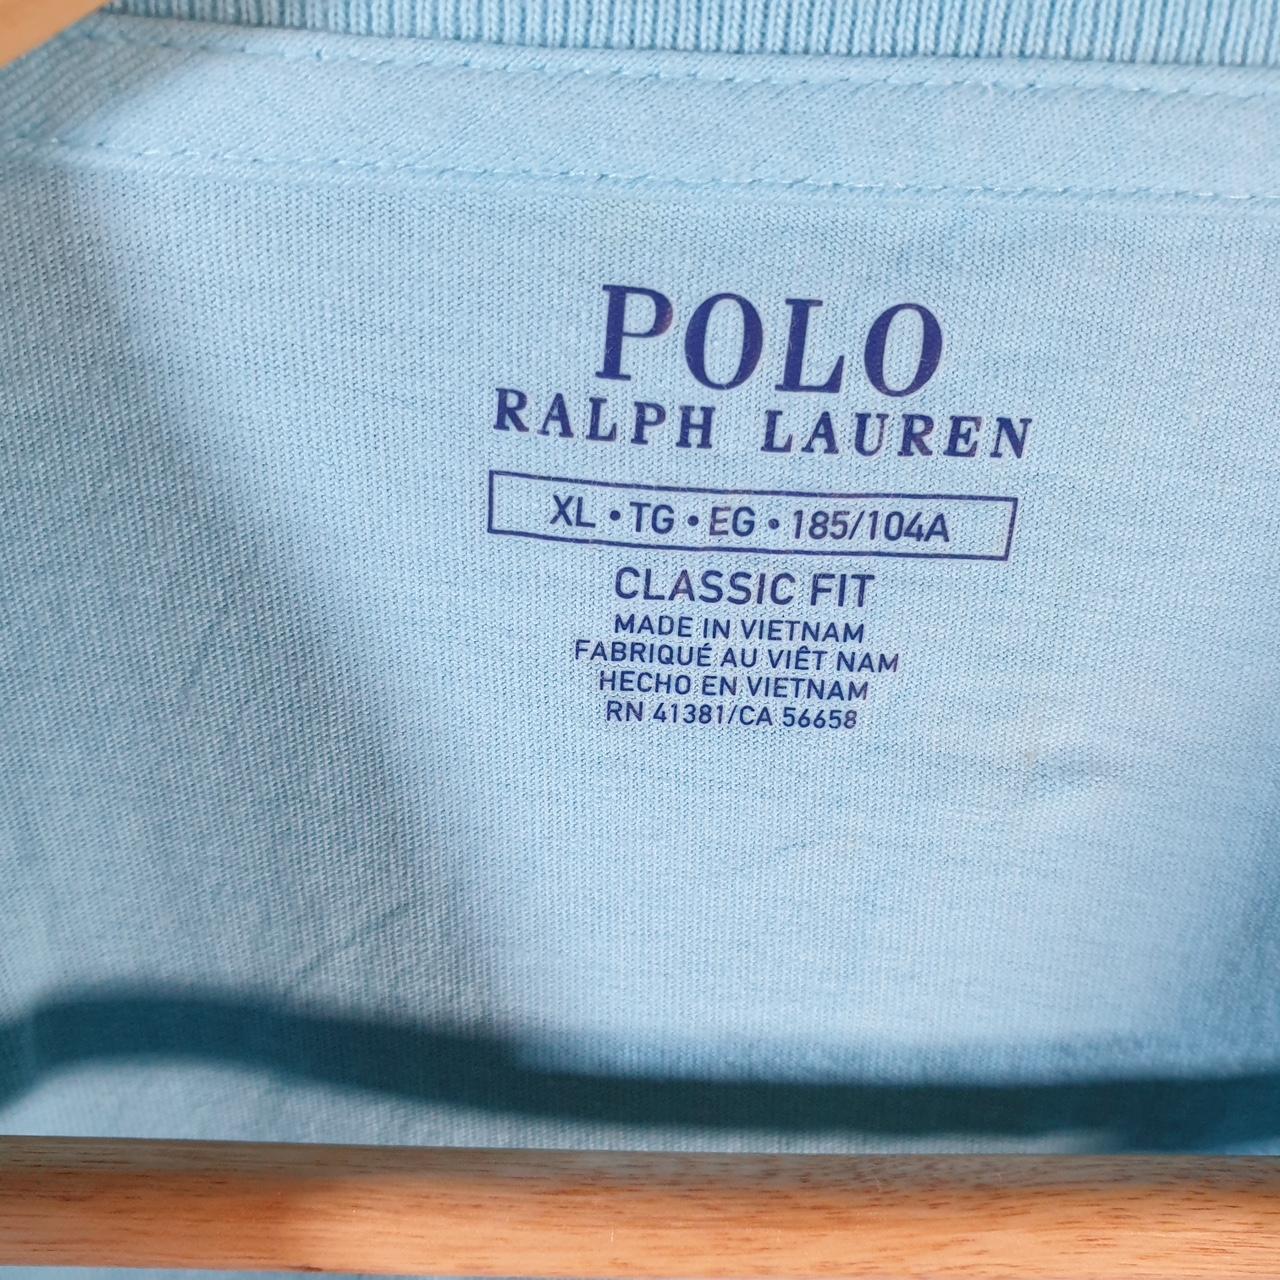 POLO
RALPH LAUREN
XL • TG • EG • 185/104A
CLASSIC FIT
MADE IN VIETNAM
FABRIQUÉ AU VIÊT NAM
HECHO EN VIETNAM
RN 41381/CA 56658